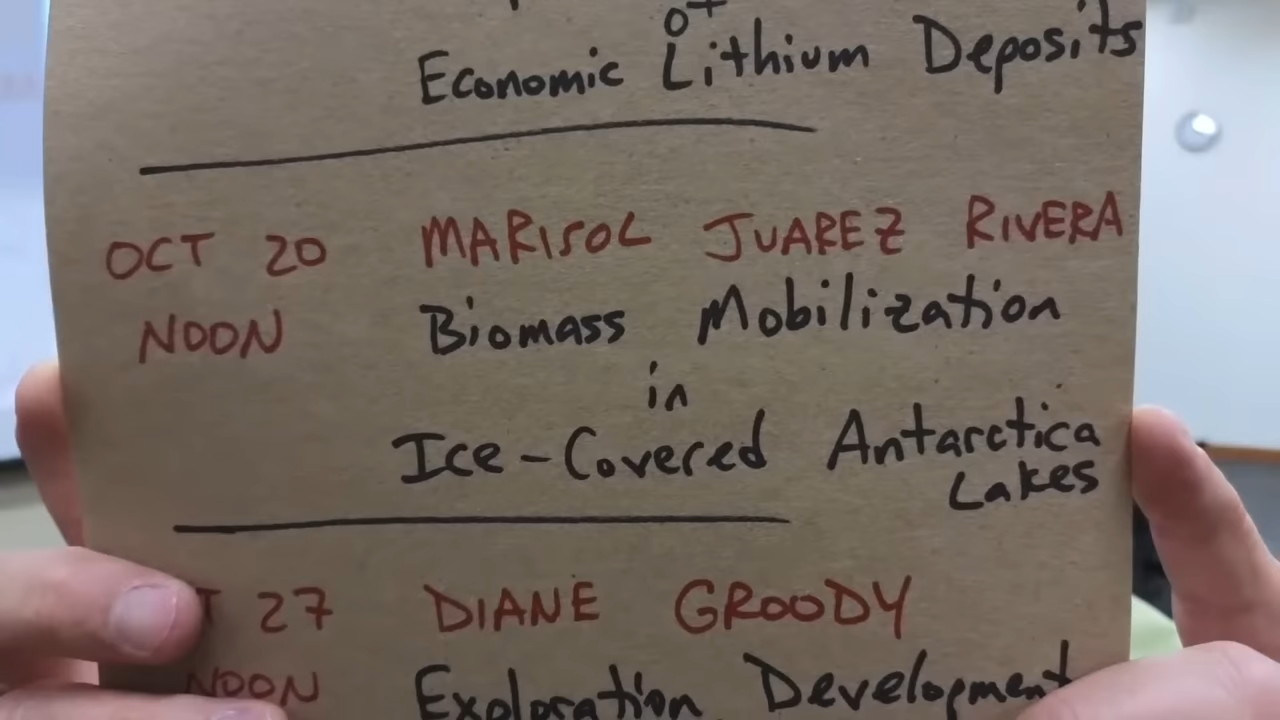 of
Economic Lithium Deposits
OCT 20 MARISOL JUAREZ RIVERA
NOON Biomass Mobilization
in
Ice-Covered Antarctica
Lakes
27 DIANE GROODY
NOON Exploration Development